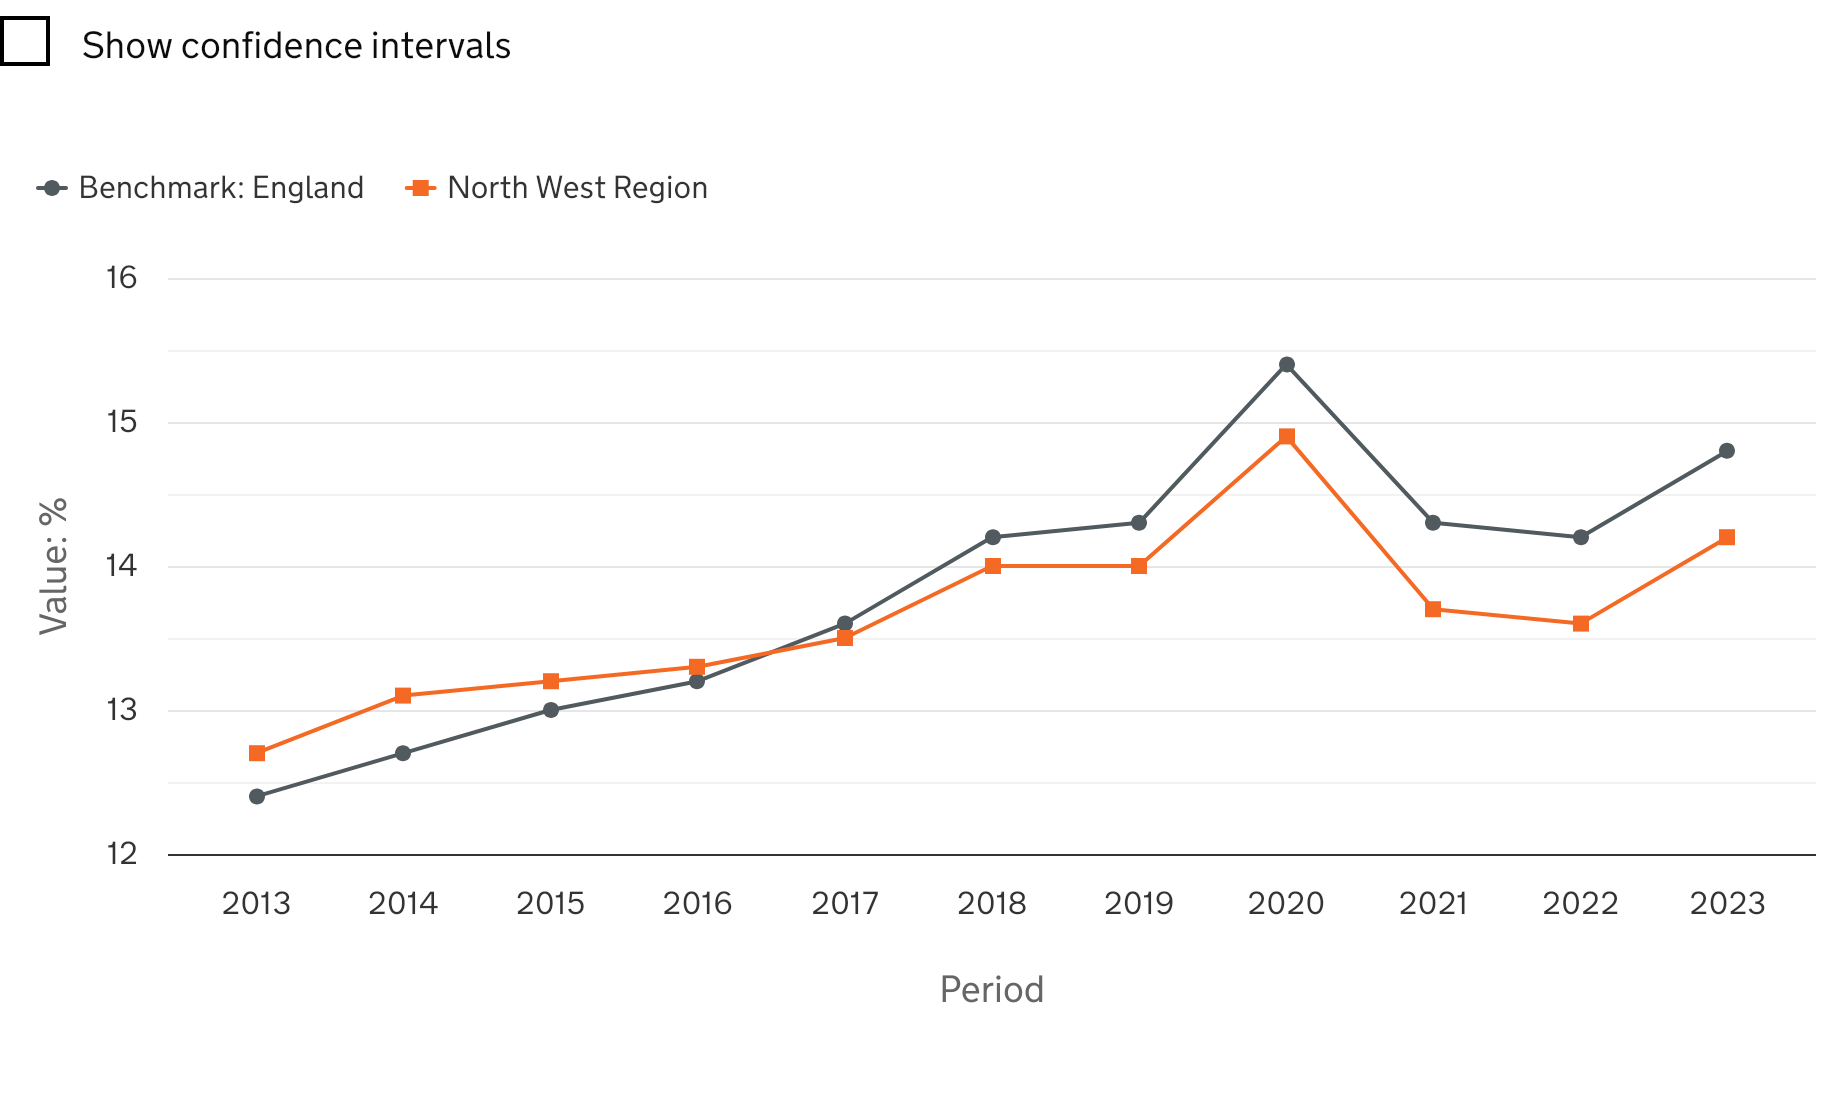 Show confidence intervals
Benchmark: England North West Region
16
15
14
13
12
Value: %
2013 2014 2015 2016 2017 2018 2019 2020 2021 2022 2023
Period